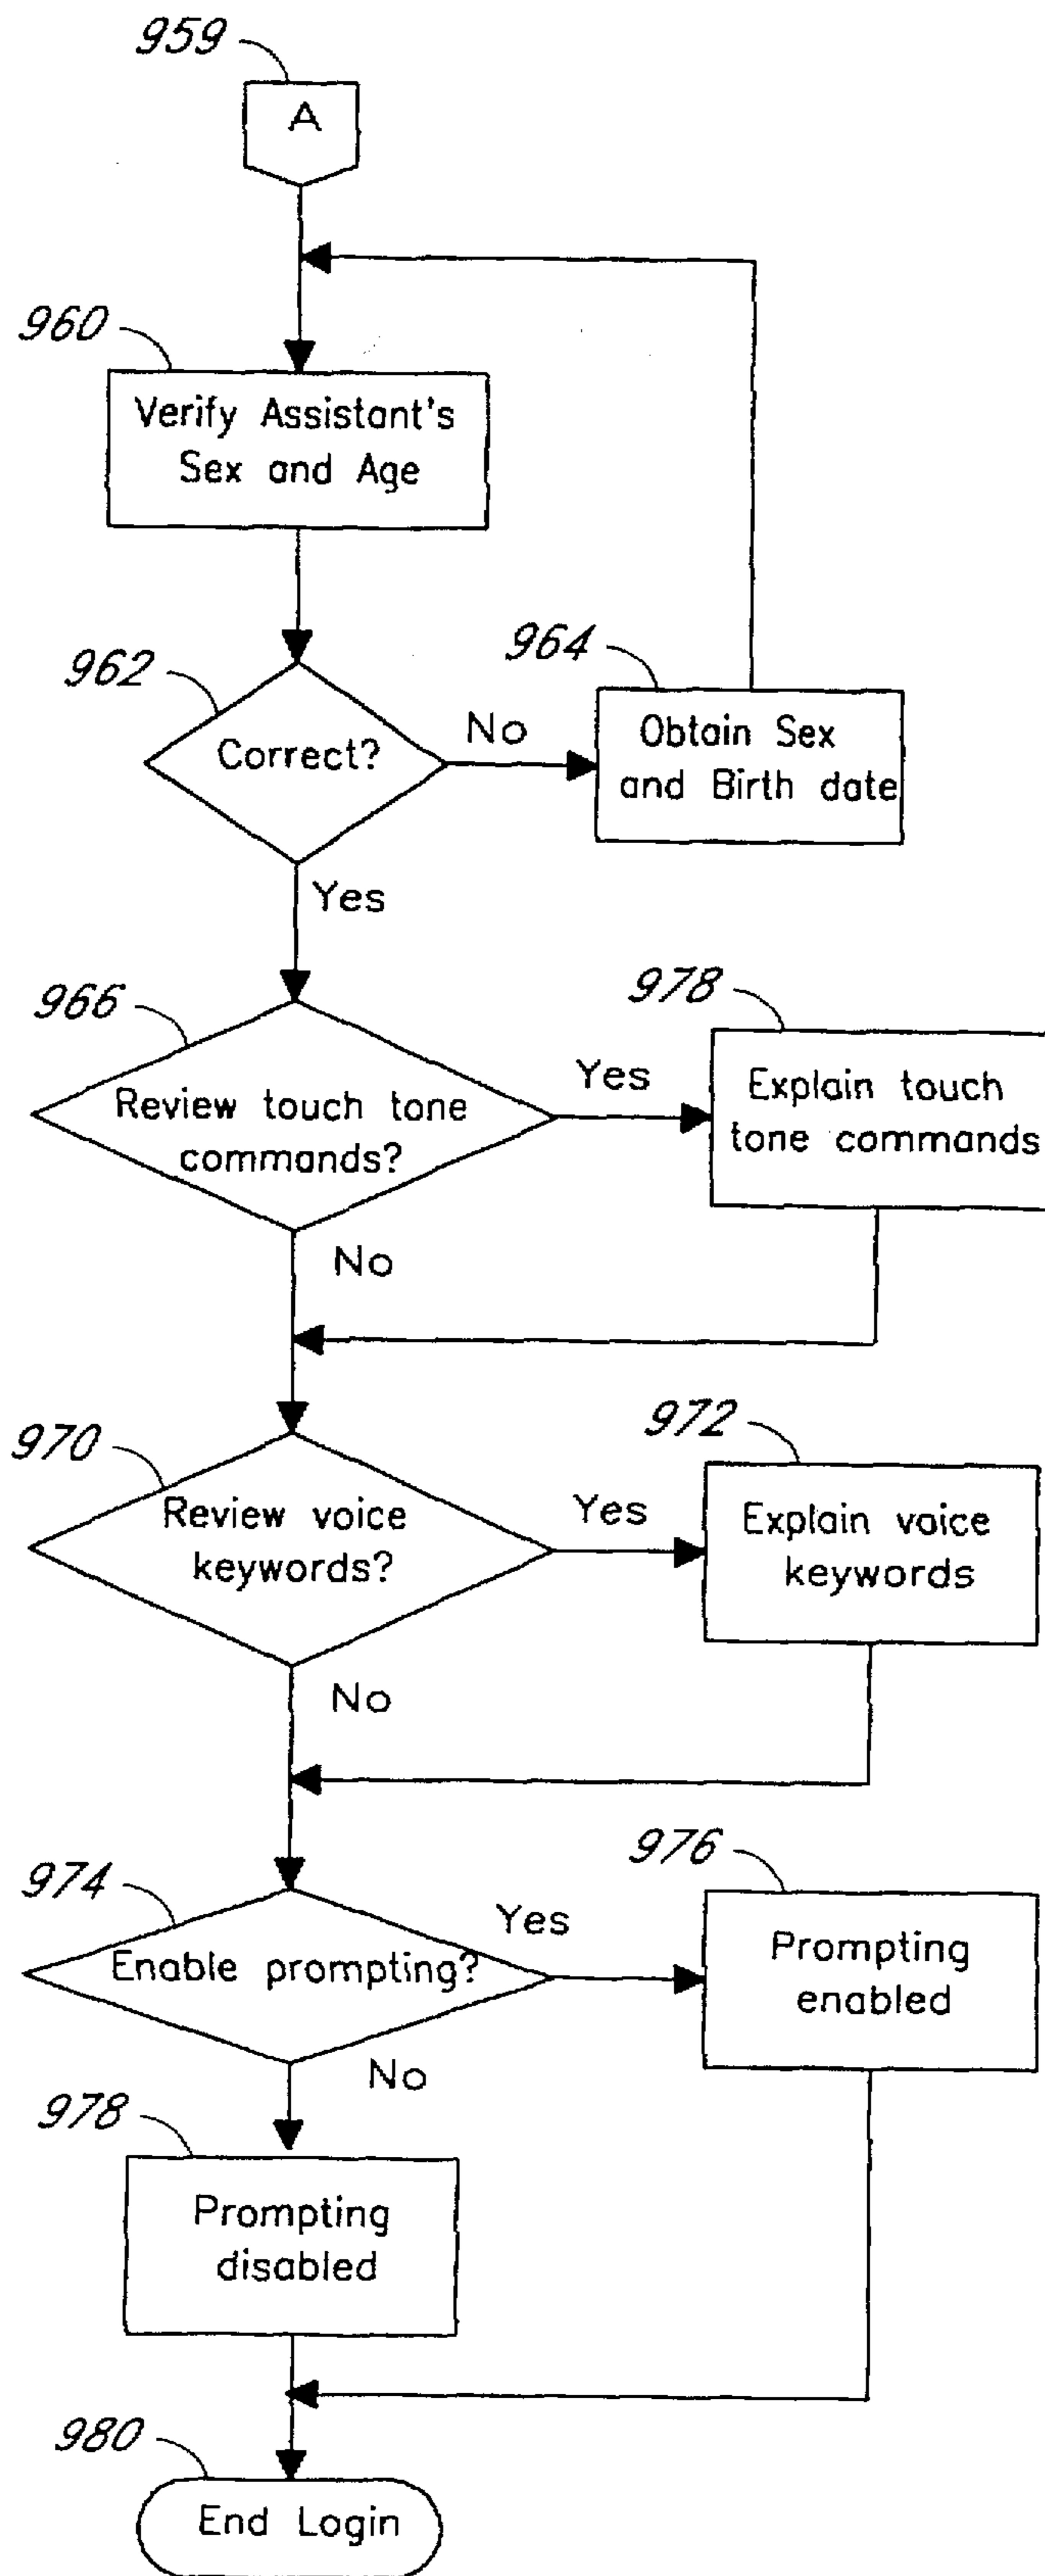 959
A
960
Verify Assistant's
Sex and Age
962
Correct?
No
964
Obtain Sex
and Birth date
Yes
966
Review touch tone
commands?
Yes
978
Explain touch
tone commands
No
970
Review voice
keywords?
Yes
972
Explain voice
keywords
No
974
Enable prompting?
Yes
976
Prompting
enabled
No
978
Prompting
disabled
980
End Login